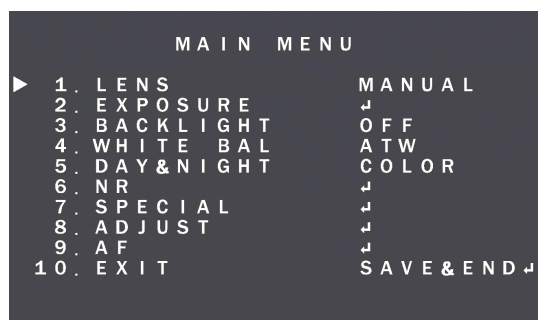 MAIN MENU
▶ 1. LENS MANUAL
2. EXPOSURE ↵
3. BACKLIGHT OFF
4. WHITE BAL ATW
5. DAY&NIGHT COLOR
6. NR ↵
7. SPECIAL ↵
8. ADJUST ↵
9. AF ↵
10. EXIT SAVE&END↵